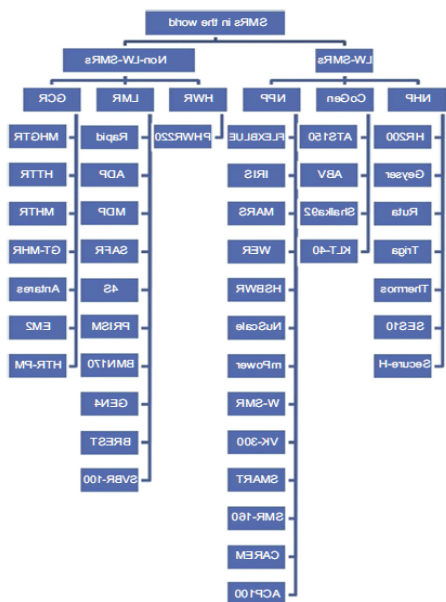 SMRs in the world
LW-SMRs
Non-LW-SMRs
NHP
HR200
Geyser
Ruta
Triga
Thermos
SES10
Secure-H
CoGen
ATS150
ABV
Shalka92
KLT-40
NPP
FLEXBLUE
IRIS
MARS
WER
HSBWR
NuScale
mPower
W-SMR
VK-300
SMART
SMR-160
CAREM
ACP100
HWR
PHWR220
LMR
Rapid
ADP
MDP
SAFR
4S
PRISM
BMN170
GEN4
BREST
SVBR-100
GCR
MHGTR
HTTR
MHTR
GT-MHR
Antares
EM2
HTR-PM